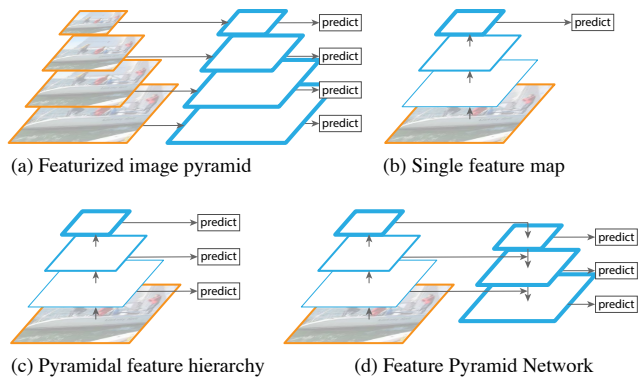 predict
predict
predict
predict
predict
(a) Featurized image pyramid
(b) Single feature map
predict
predict
predict
predict
predict
predict
(c) Pyramidal feature hierarchy
(d) Feature Pyramid Network